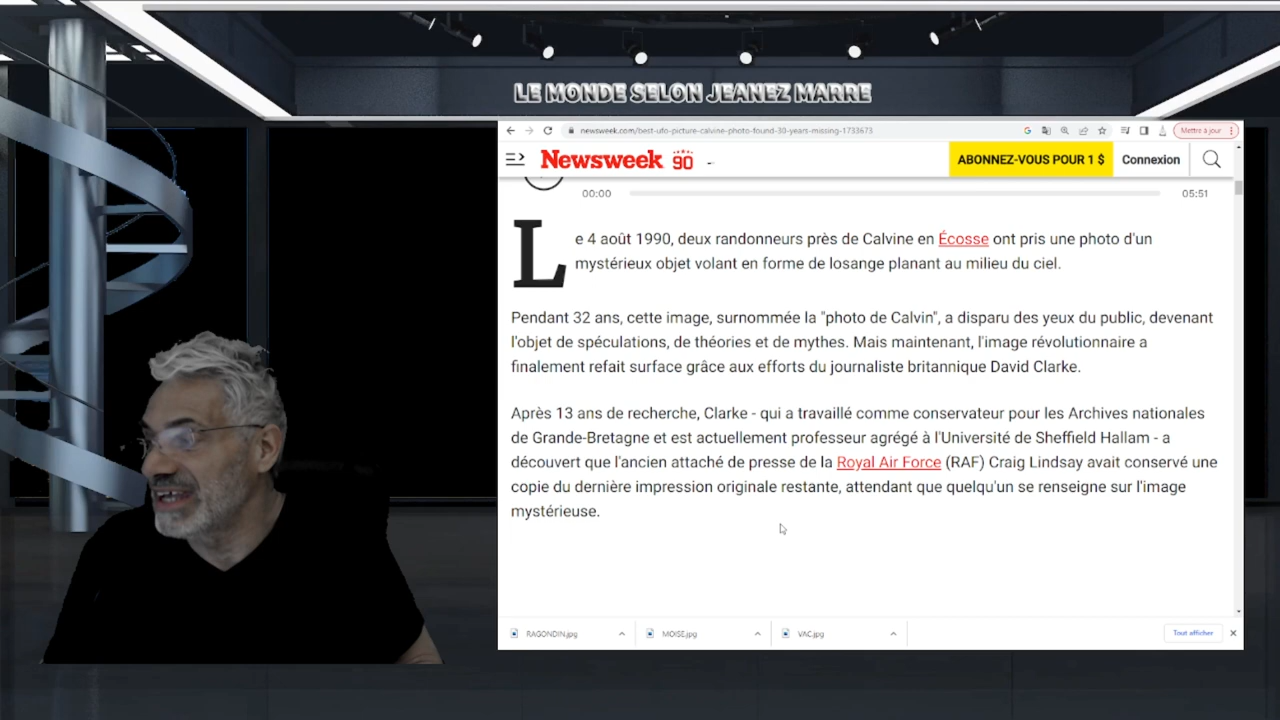 LE MONDE SELON JEANEZ MARRE
newsweek.com/best-ufo-picture-calvine-photo-found-30-years-missing-1733673
Mettre à jour
Newsweek 90
ABONNEZ-VOUS POUR 1 $
Connexion
00:00
05:51
Le 4 août 1990, deux randonneurs près de Calvine en Écosse ont pris une photo d'un
mystérieux objet volant en forme de losange planant au milieu du ciel.
Pendant 32 ans, cette image, surnommée la "photo de Calvin", a disparu des yeux du public, devenant
l'objet de spéculations, de théories et de mythes. Mais maintenant, l'image révolutionnaire a
finalement refait surface grâce aux efforts du journaliste britannique David Clarke.
Après 13 ans de recherche, Clarke - qui a travaillé comme conservateur pour les Archives nationales
de Grande-Bretagne et est actuellement professeur agrégé à l'Université de Sheffield Hallam - a
découvert que l'ancien attaché de presse de la Royal Air Force (RAF) Craig Lindsay avait conservé une
copie du dernière impression originale restante, attendant que quelqu'un se renseigne sur l'image
mystérieuse.
RAGONDIN.jpg
MOISE.jpg
VAC.jpg
Tout afficher